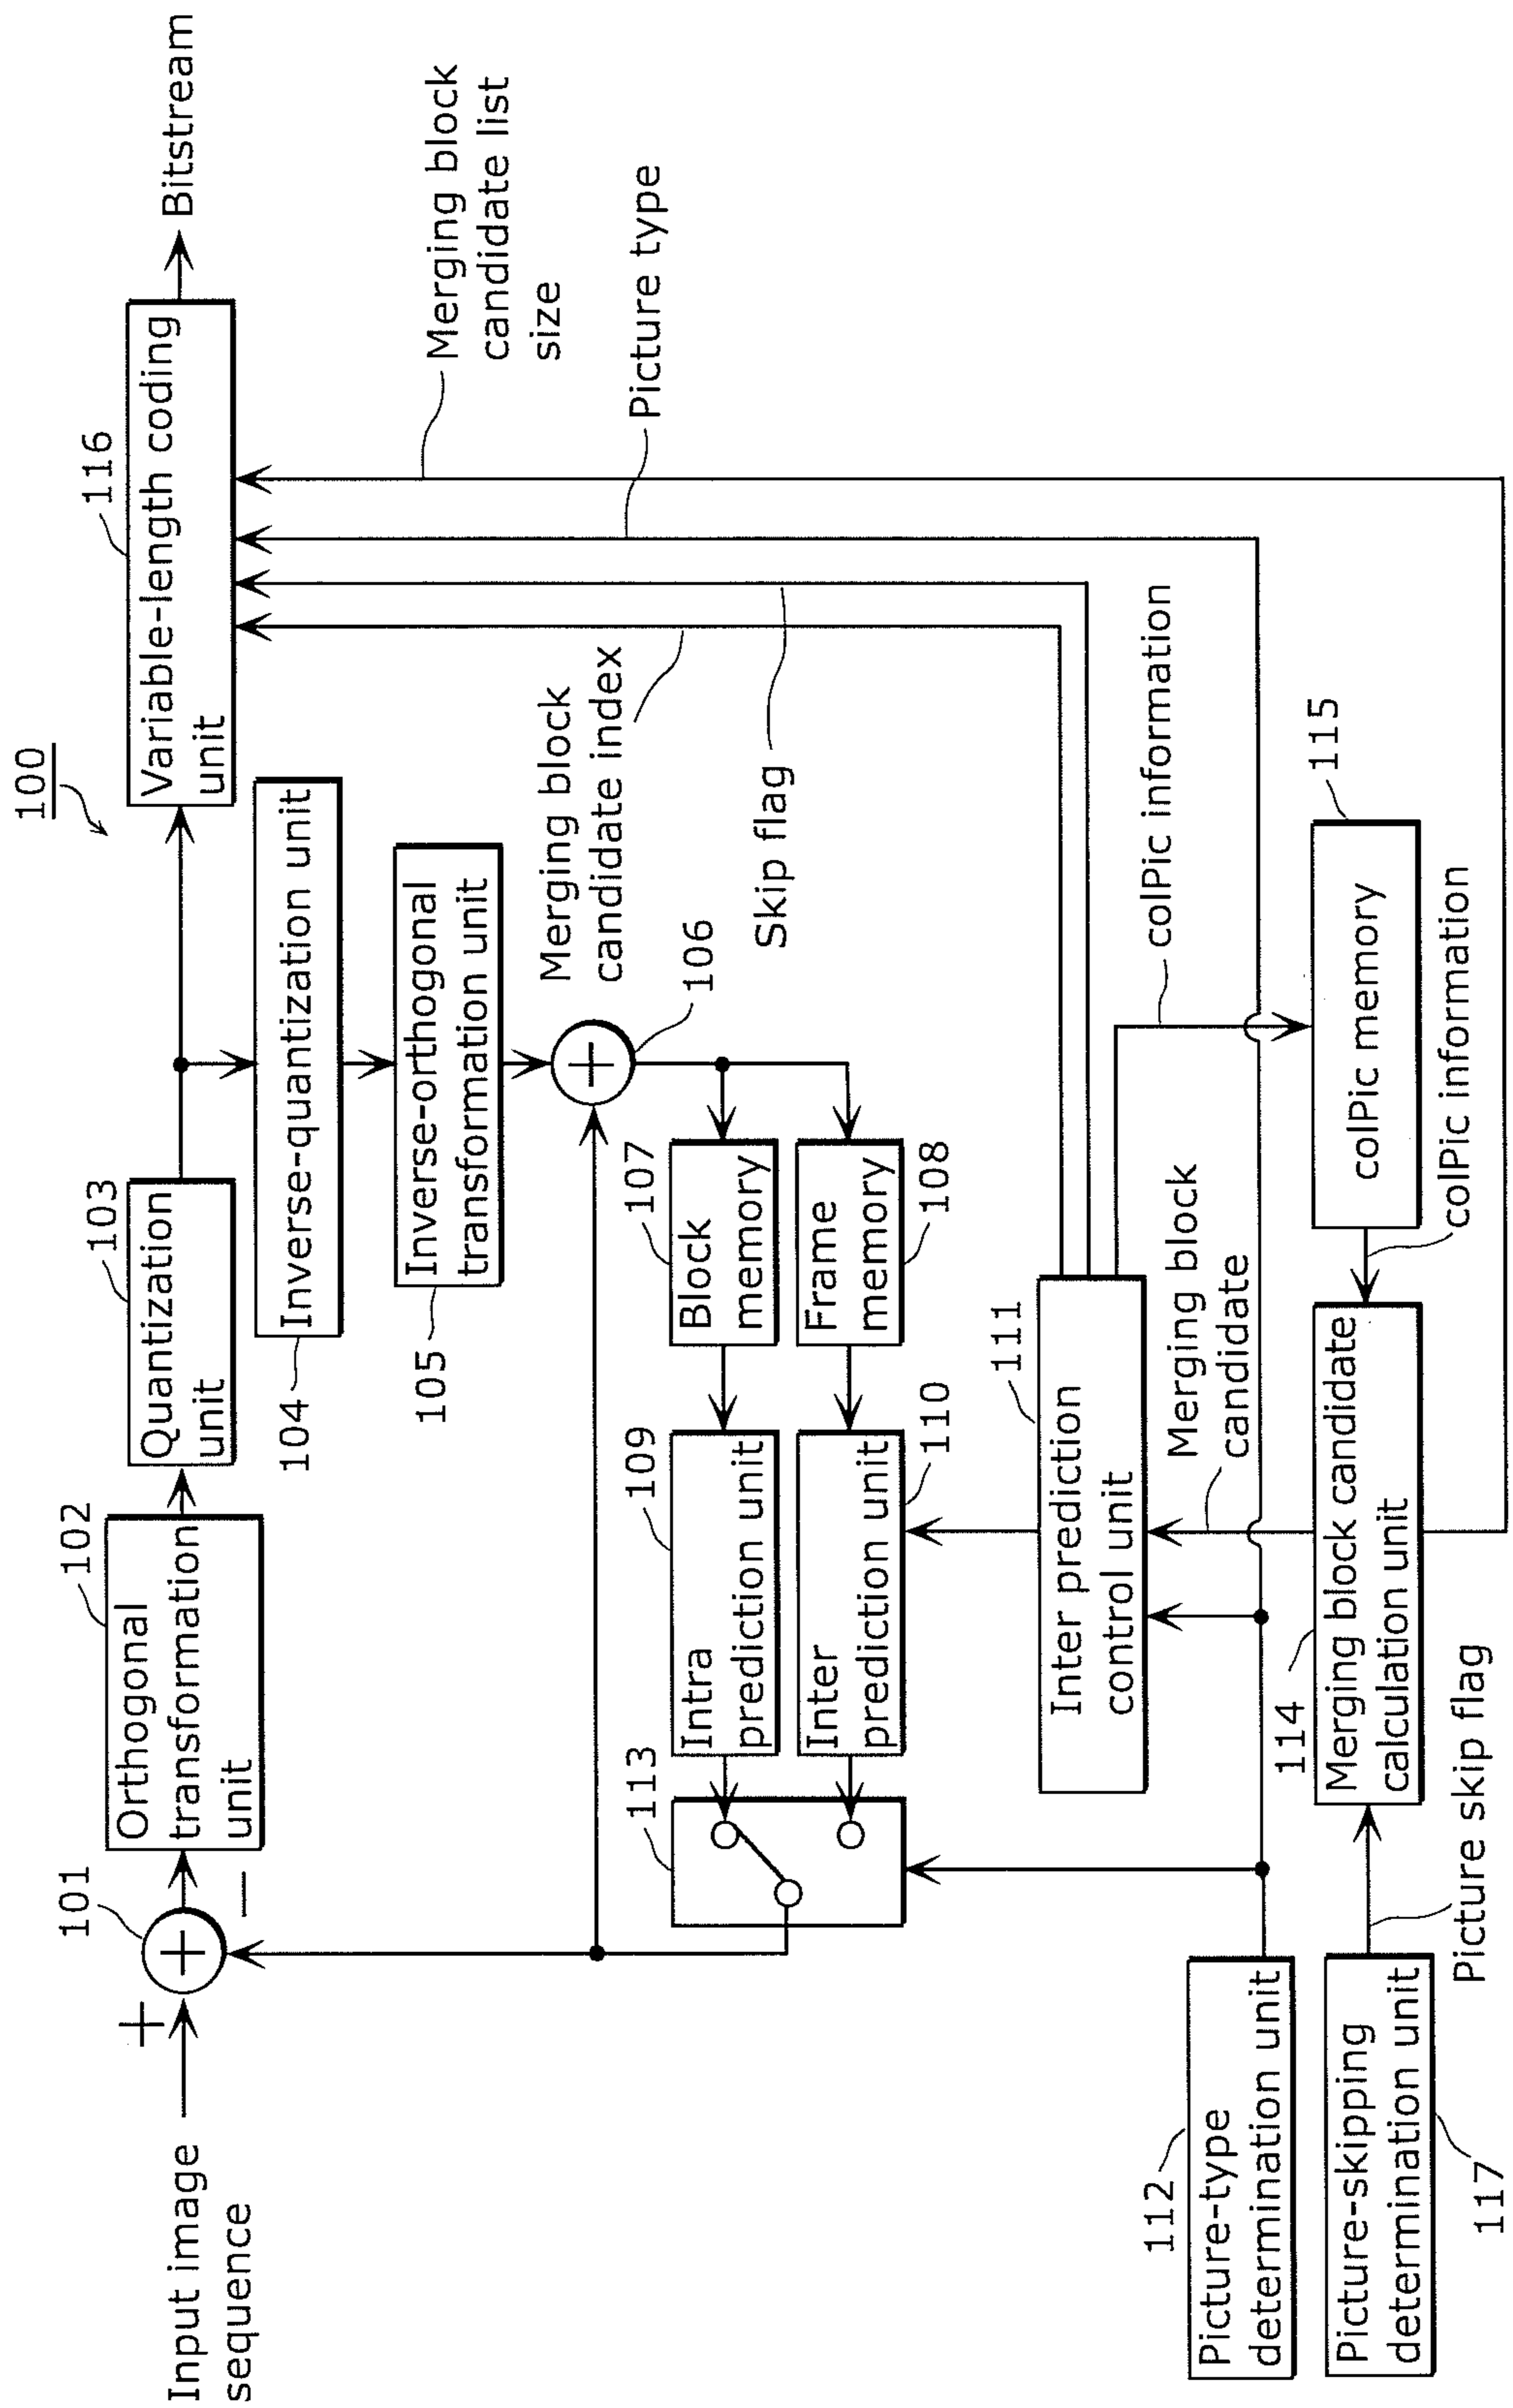 100
Input image
sequence
+
101
−
+
102
Orthogonal
transformation
unit
103
Quantization
unit
116
Variable-length coding
unit
Bitstream
104
Inverse-quantization unit
105
Inverse-orthogonal
transformation unit
Merging block
candidate index
Merging block
candidate list
size
Picture type
Skip flag
+
106
107
Block
memory
Frame
memory
108
113
109
Intra
prediction unit
Inter
prediction unit
110
111
Inter prediction
control unit
colPic information
Merging block
candidate
112
Picture-type
determination unit
114
Merging block candidate
calculation unit
115
colPic memory
colPic information
Picture-skipping
determination unit
117
Picture skip flag